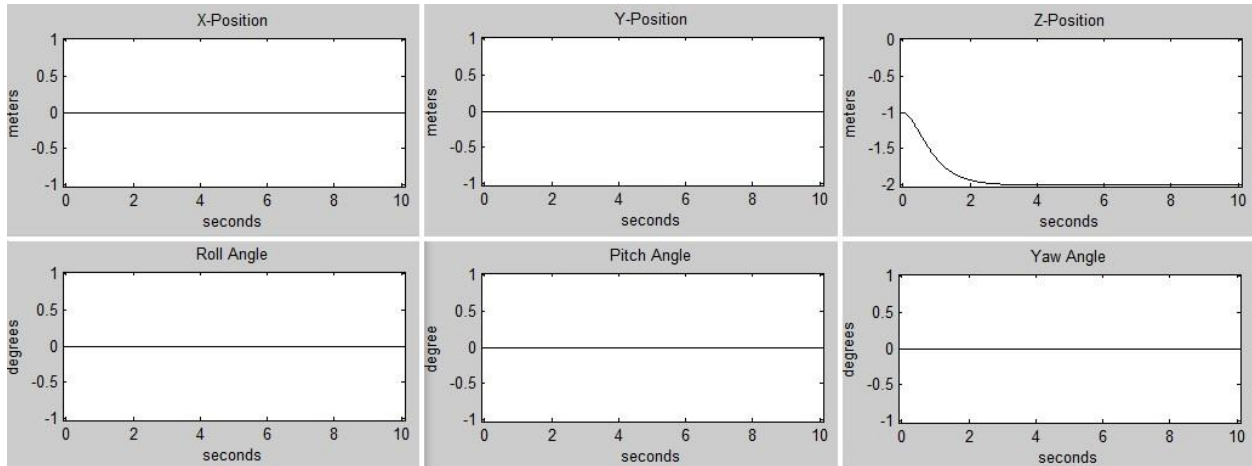 X-Position
1
0.5
0
-0.5
-1
meters
0 2 4 6 8 10
seconds
Y-Position
1
0.5
0
-0.5
-1
meters
0 2 4 6 8 10
seconds
Z-Position
0
-0.5
-1
-1.5
-2
meters
0 2 4 6 8 10
seconds
Roll Angle
1
0.5
0
-0.5
-1
degrees
0 2 4 6 8 10
seconds
Pitch Angle
1
0.5
0
-0.5
-1
degree
0 2 4 6 8 10
seconds
Yaw Angle
1
0.5
0
-0.5
-1
degrees
0 2 4 6 8 10
seconds